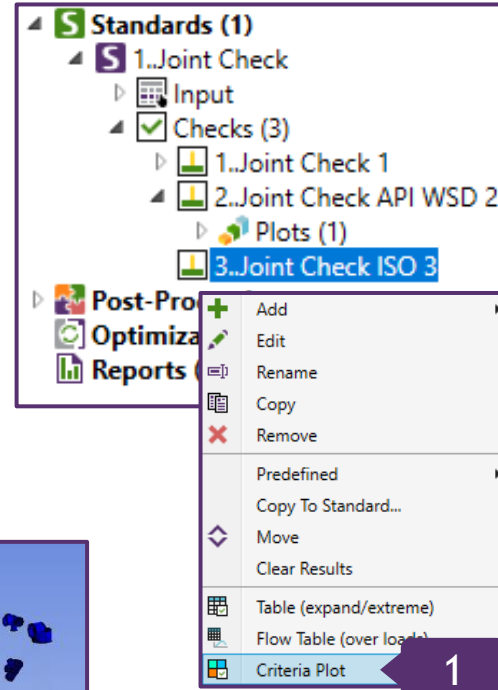 Standards (1)
1..Joint Check
Input
Checks (3)
1..Joint Check 1
2..Joint Check API WSD 2
Plots (1)
3..Joint Check ISO 3
Post-Pro
Optimiza
Reports (
Add
Edit
Rename
Copy
Remove
Predefined
Copy To Standard...
Move
Clear Results
Table (expand/extreme)
Flow Table (over loads)
Criteria Plot
1